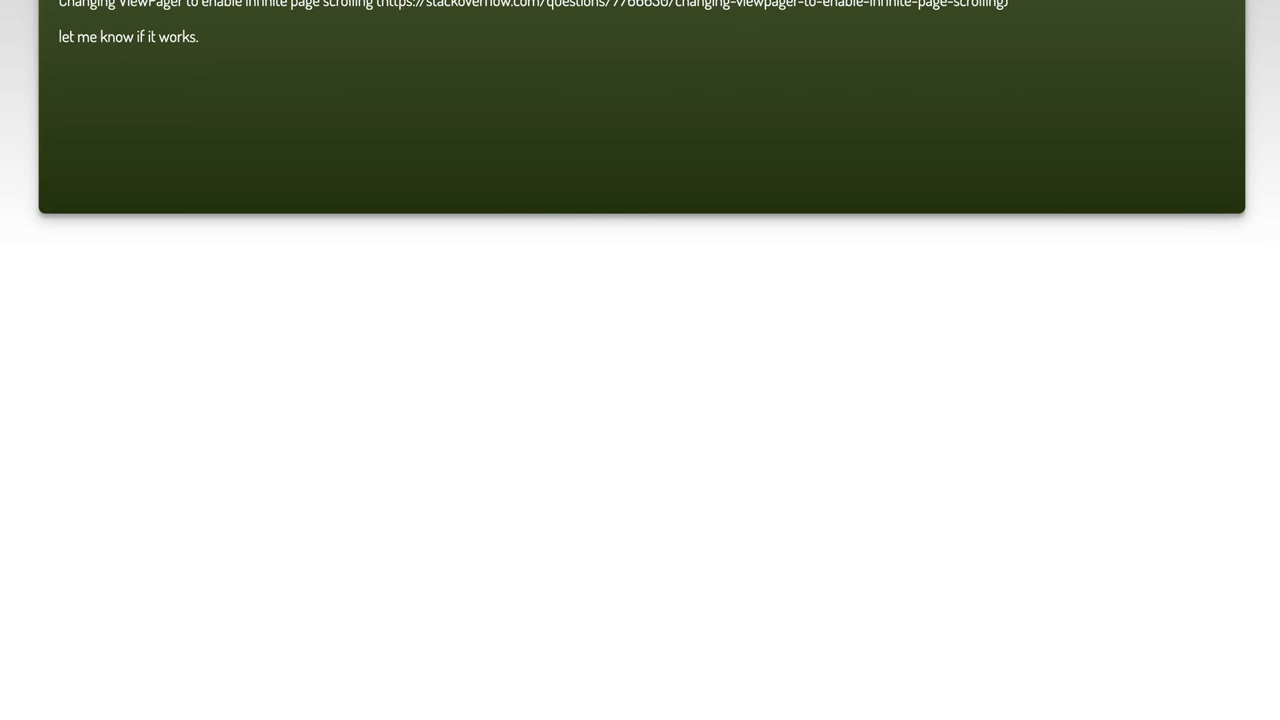 Changing ViewPager to enable infinite page scrolling (https://stackoverflow.com/questions/7766630/changing-viewpager-to-enable-infinite-page-scrolling)
let me know if it works.